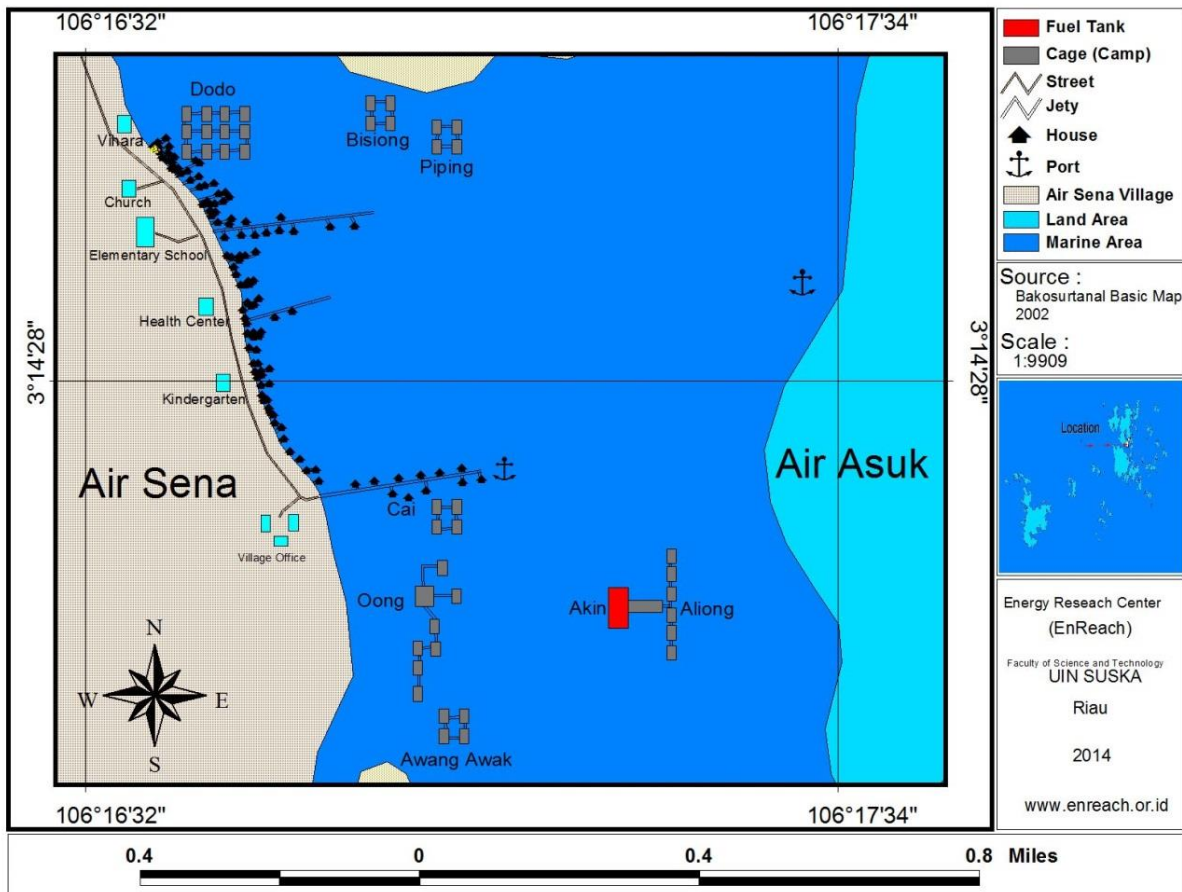 106°16'32"
106°17'34"
Dodo
Vihara
Bisiong
Piping
Church
Elementary School
Health Center
3°14'28"
3°14'28"
Kindergarten
Air Sena
Air Asuk
Cai
Village Office
Oong
Akin
Aliong
N
W
E
S
Awang Awak
106°16'32"
106°17'34"
0.4
0
0.4
0.8
Miles
Fuel Tank
Cage (Camp)
Street
Jety
House
Port
Air Sena Village
Land Area
Marine Area
Source :
Bakosurtanal Basic Map
2002
Scale :
1:9909
Location
Energy Reseach Center
(EnReach)
Faculty of Science and Technology
UIN SUSKA
Riau
2014
www.enreach.or.id